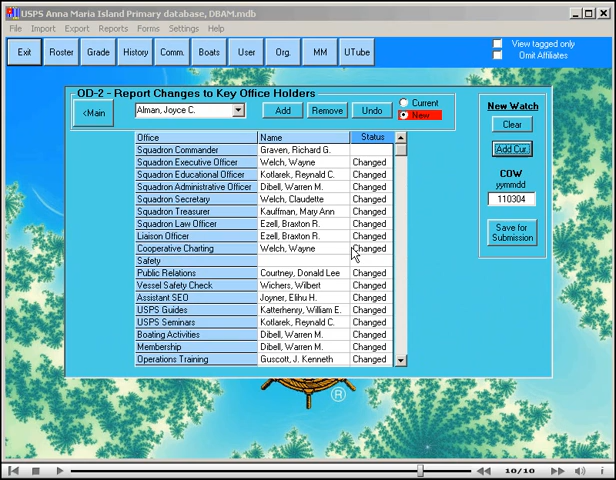 USPS Anna Maria Island Primary database, DBAM.mdb
File Import Export Reports Forms Settings Help
Exit Roster Grade History Comm. Boats User Org. MM UTube
View tagged only
Omit Affiliates
OD-2 - Report Changes to Key Office Holders
<Main Alman, Joyce C. Add Remove Undo
Current
New
Office Name Status
Squadron Commander Graven, Richard G.
Squadron Executive Officer Welch, Wayne Changed
Squadron Educational Officer Kotlarek, Reynald C. Changed
Squadron Administrative Officer Dibell, Warren M. Changed
Squadron Secretary Welch, Claudette Changed
Squadron Treasurer Kauffman, Mary Ann Changed
Squadron Law Officer Ezell, Braxton R. Changed
Liaison Officer Ezell, Braxton R. Changed
Cooperative Charting Welch, Wayne Changed
Safety
Public Relations Courtney, Donald Lee Changed
Vessel Safety Check Wichers, Wilbert Changed
Assistant SEO Joyner, Elihu H. Changed
USPS Guides Katterhenry, William E. Changed
USPS Seminars Kotlarek, Reynald C. Changed
Boating Activities Dibell, Warren M. Changed
Membership Dibell, Warren M. Changed
Operations Training Guscott, J. Kenneth Changed
New Watch
Clear
Add Cur.
COW
yymmdd
110304
Save for
Submission
®
10/10